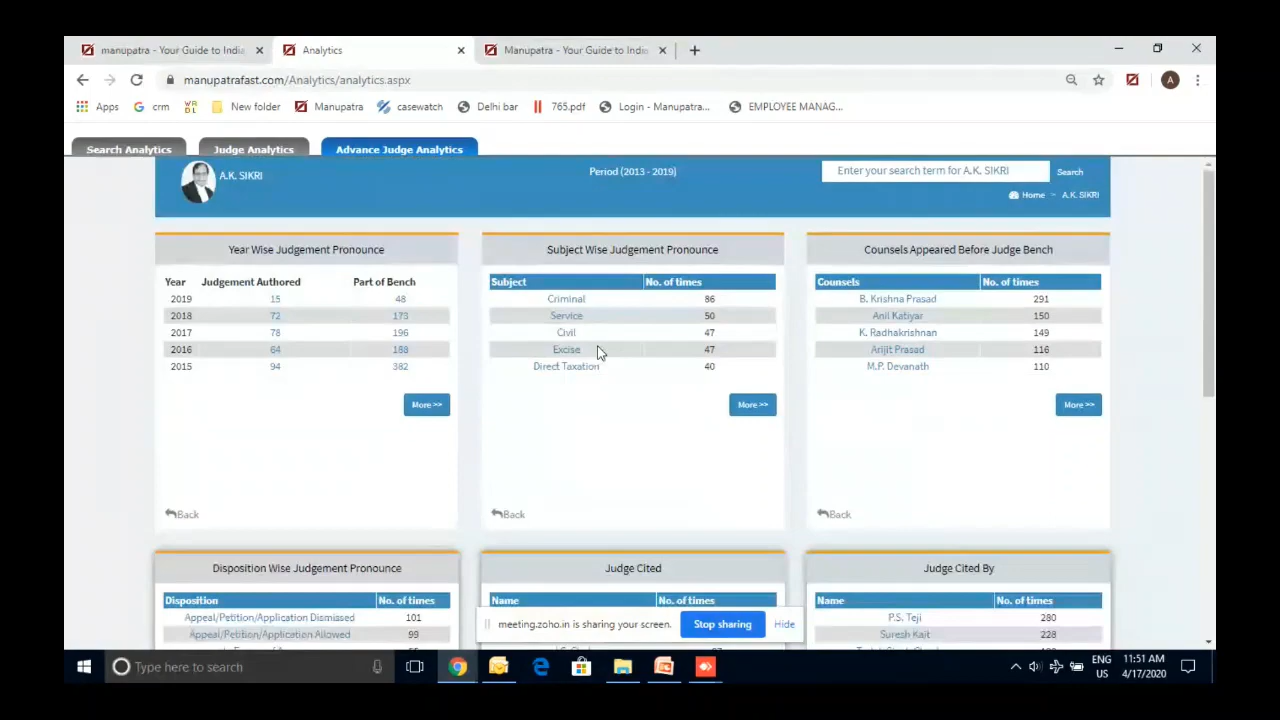 manupatra - Your Guide to India
Analytics
Manupatra - Your Guide to India
manupatrafast.com/Analytics/analytics.aspx
A
Apps
crm
New folder
Manupatra
casewatch
Delhi bar
765.pdf
Login - Manupatra...
EMPLOYEE MANAG...
Search Analytics
Judge Analytics
Advance Judge Analytics
A.K. SIKRI
Period (2013 - 2019)
Enter your search term for A.K. SIKRI
Search
Home
A.K. SIKRI
Year Wise Judgement Pronounce
Year Judgement Authored Part of Bench
2019 15 48
2018 72 173
2017 78 196
2016 64 188
2015 94 382
More >>
Back
Subject Wise Judgement Pronounce
Subject No. of times
Criminal 86
Service 50
Civil 47
Excise 47
Direct Taxation 40
More >>
Back
Counsels Appeared Before Judge Bench
Counsels No. of times
B. Krishna Prasad 291
Anil Katiyar 150
K. Radhakrishnan 149
Arijit Prasad 116
M.P. Devanath 110
More >>
Back
Disposition Wise Judgement Pronounce
Disposition No. of times
Appeal/Petition/Application Dismissed 101
Appeal/Petition/Application Allowed 99
Judge Cited
Name No. of times
Judge Cited By
Name No. of times
P.S. Teji 280
Suresh Kait 228
meeting.zoho.in is sharing your screen.
Stop sharing
Hide
Type here to search
ENG
US
11:51 AM
4/17/2020